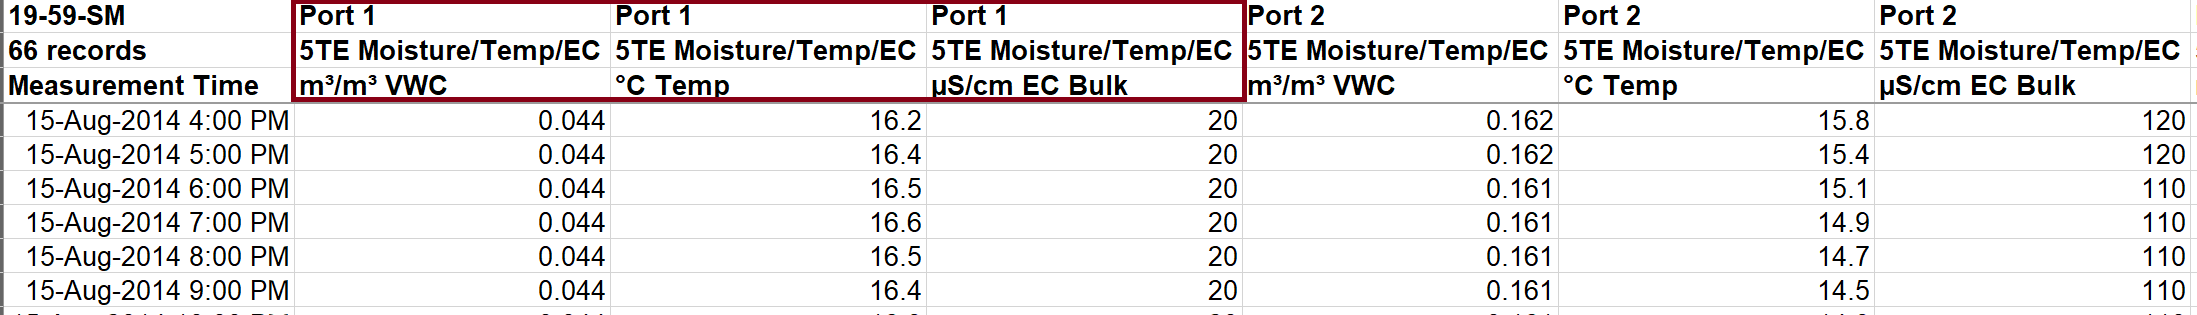 19-59-SM Port 1 Port 1 Port 1 Port 2 Port 2 Port 2
66 records 5TE Moisture/Temp/EC 5TE Moisture/Temp/EC 5TE Moisture/Temp/EC 5TE Moisture/Temp/EC 5TE Moisture/Temp/EC 5TE Moisture/Temp/EC
Measurement Time m³/m³ VWC °C Temp µS/cm EC Bulk m³/m³ VWC °C Temp µS/cm EC Bulk
15-Aug-2014 4:00 PM 0.044 16.2 20 0.162 15.8 120
15-Aug-2014 5:00 PM 0.044 16.4 20 0.162 15.4 120
15-Aug-2014 6:00 PM 0.044 16.5 20 0.161 15.1 110
15-Aug-2014 7:00 PM 0.044 16.6 20 0.161 14.9 110
15-Aug-2014 8:00 PM 0.044 16.5 20 0.161 14.7 110
15-Aug-2014 9:00 PM 0.044 16.4 20 0.161 14.5 110